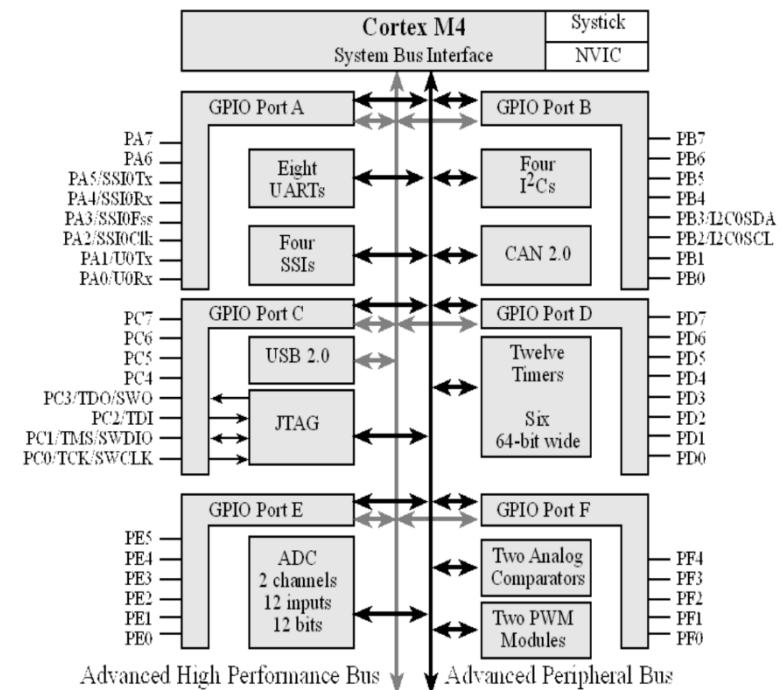 Cortex M4
System Bus Interface
Systick
NVIC
GPIO Port A
PA7
PA6
PA5/SSI0Tx
PA4/SSI0Rx
PA3/SSI0Fss
PA2/SSI0Clk
PA1/U0Tx
PA0/U0Rx
Eight
UARTs
Four
SSIs
GPIO Port B
Four
I²Cs
CAN 2.0
PB7
PB6
PB5
PB4
PB3/I2C0SDA
PB2/I2C0SCL
PB1
PB0
GPIO Port C
PC7
PC6
PC5
PC4
PC3/TDO/SWO
PC2/TDI
PC1/TMS/SWDIO
PC0/TCK/SWCLK
USB 2.0
JTAG
GPIO Port D
Twelve
Timers
Six
64-bit wide
PD7
PD6
PD5
PD4
PD3
PD2
PD1
PD0
GPIO Port E
PE5
PE4
PE3
PE2
PE1
PE0
ADC
2 channels
12 inputs
12 bits
GPIO Port F
Two Analog
Comparators
Two PWM
Modules
PF4
PF3
PF2
PF1
PF0
Advanced High Performance Bus
Advanced Peripheral Bus